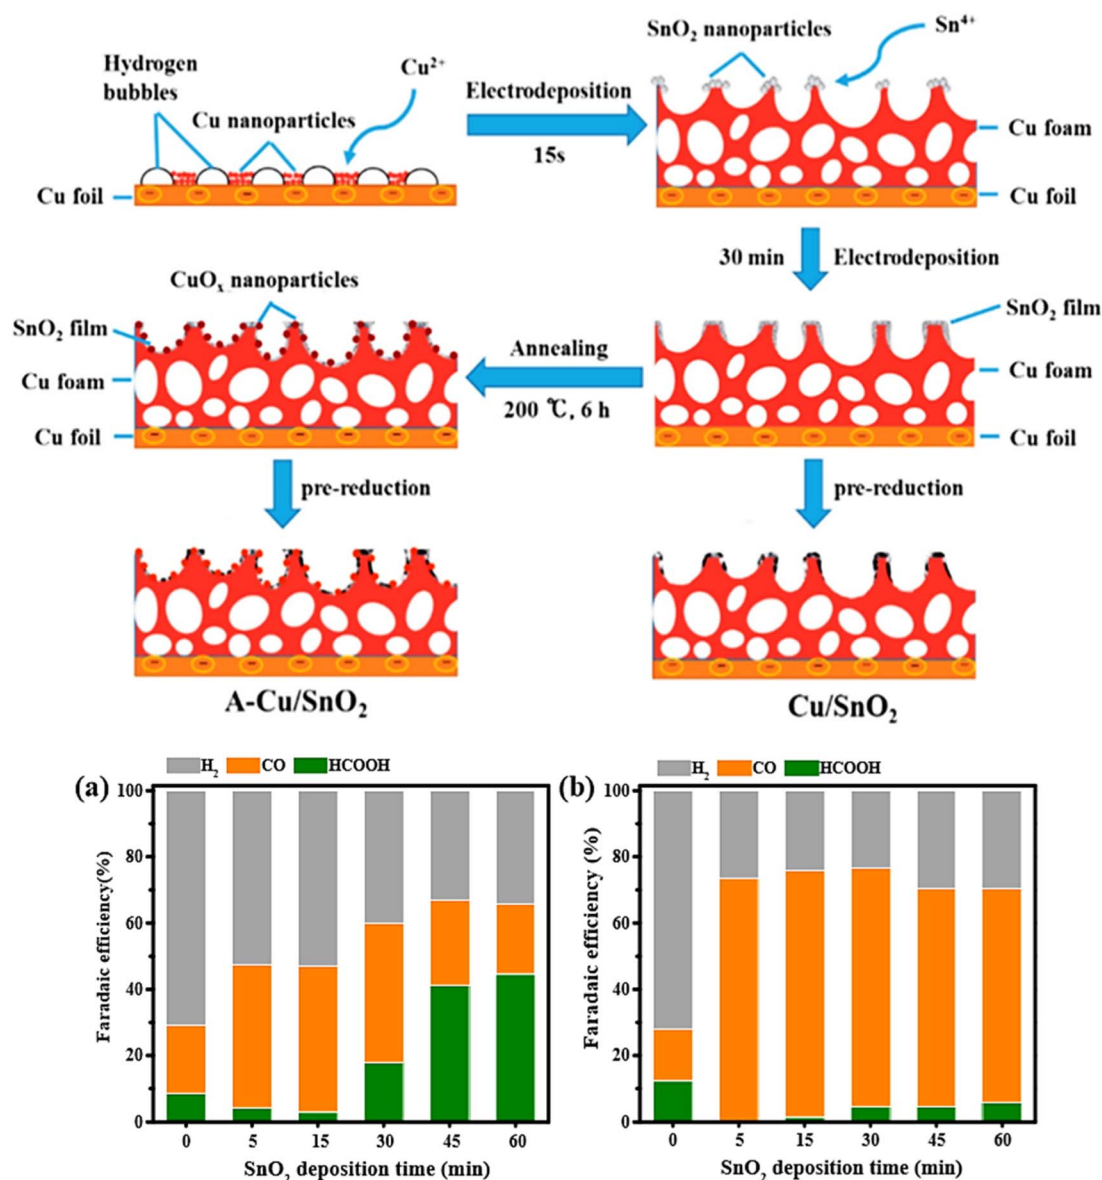 Hydrogen
bubbles
Cu²⁺
Cu nanoparticles
Cu foil
Electrodeposition
15s
SnO₂ nanoparticles
Sn⁴⁺
Cu foam
Cu foil
30 min
Electrodeposition
CuOₓ nanoparticles
SnO₂ film
Cu foam
Cu foil
Annealing
200 ℃, 6 h
SnO₂ film
Cu foam
Cu foil
pre-reduction
pre-reduction
A-Cu/SnO₂
Cu/SnO₂
(a)
H₂ CO HCOOH
Faradaic efficiency(%)
100
80
60
40
20
0
0 5 15 30 45 60
SnO₂ deposition time (min)
(b)
H₂ CO HCOOH
Faradaic efficiency (%)
100
80
60
40
20
0
0 5 15 30 45 60
SnO₂ deposition time (min)